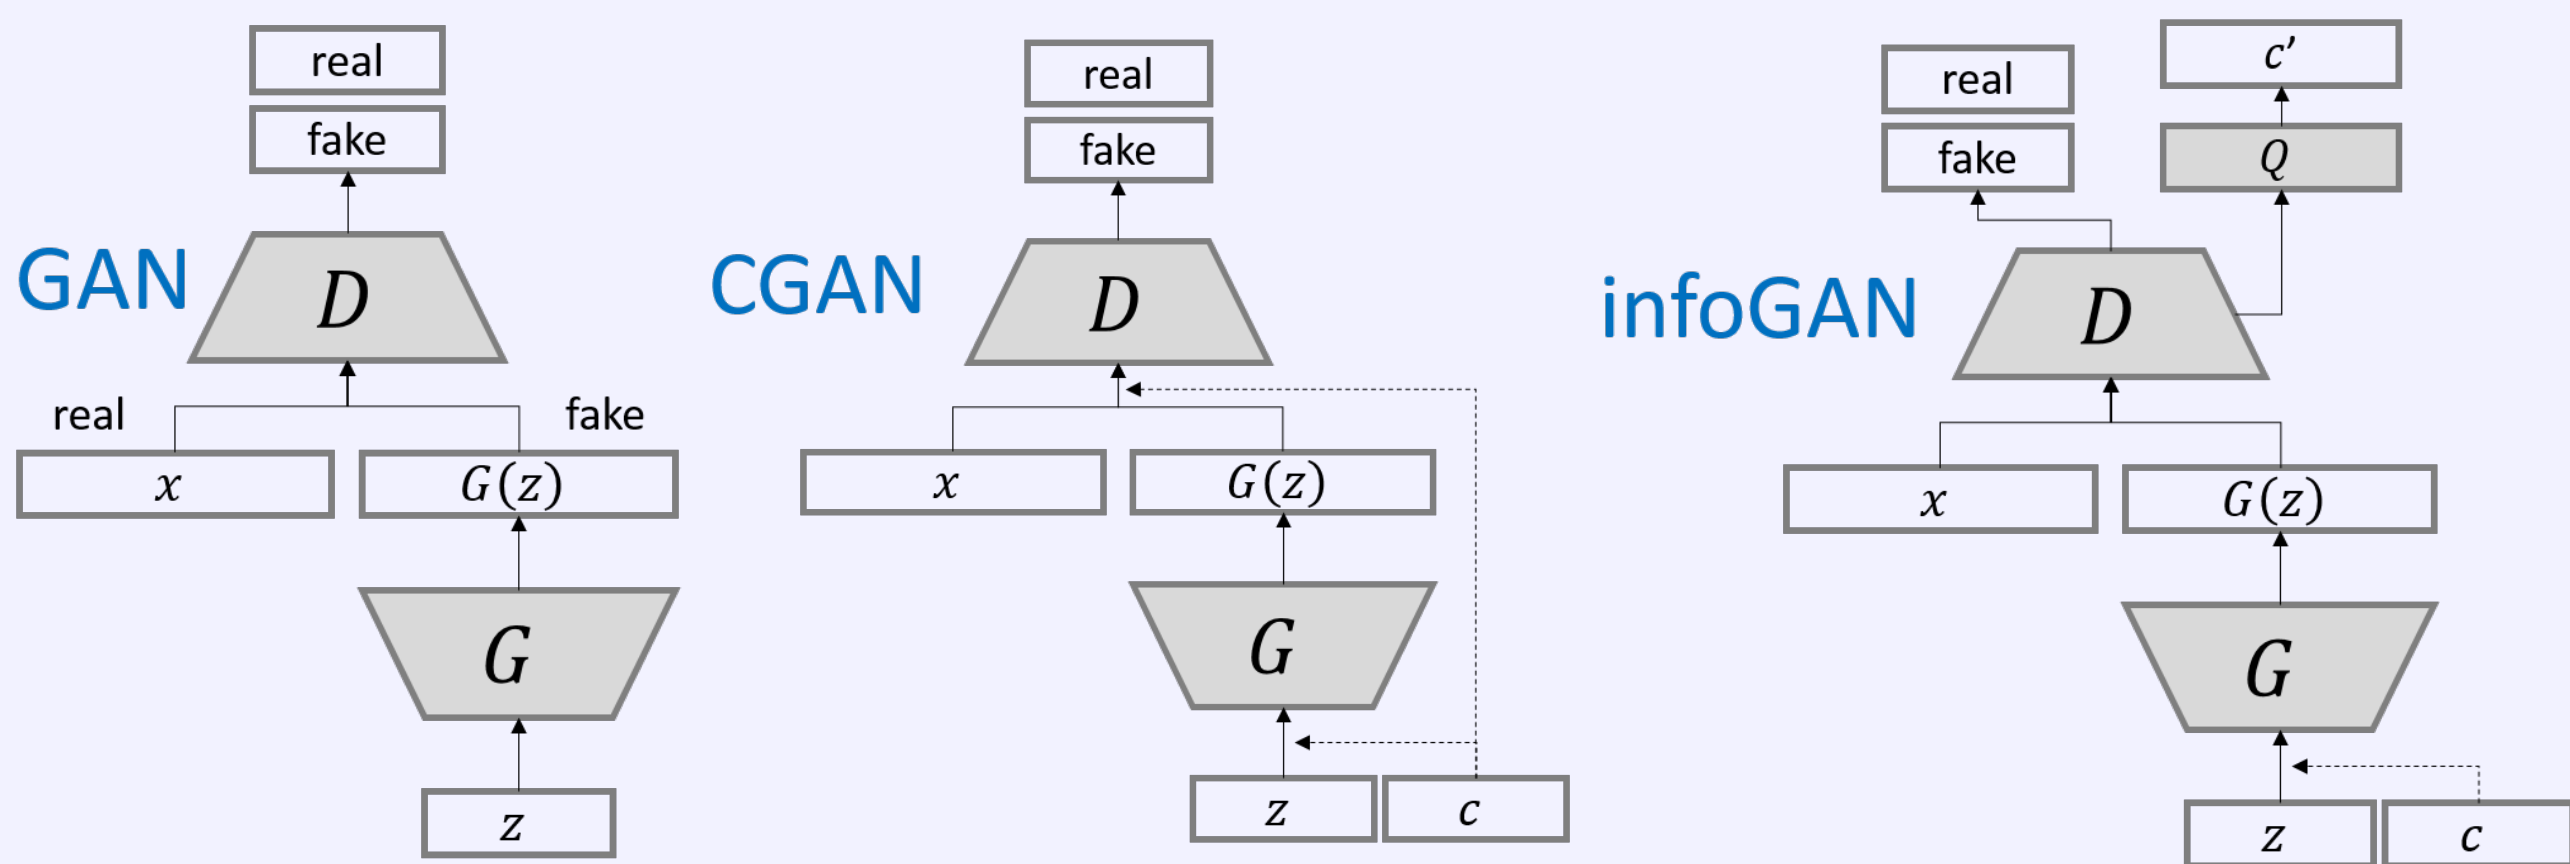 real
fake
D
GAN
real
fake
x
G(z)
G
z
real
fake
D
CGAN
x
G(z)
G
z
c
real
fake
c'
Q
D
infoGAN
x
G(z)
G
z
c